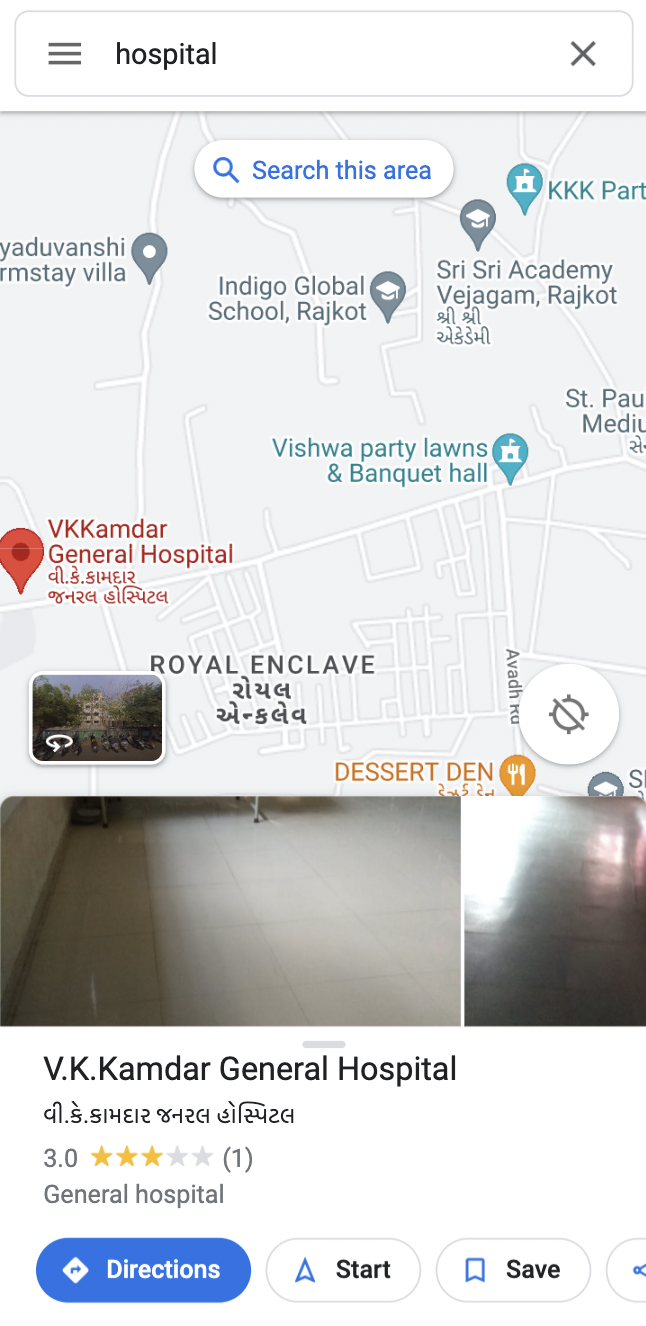 hospital
Search this area
KKK Part
yaduvanshi
rmstay villa
Indigo Global
School, Rajkot
Sri Sri Academy
Vejagam, Rajkot
શ્રી શ્રી
એકેડેમી
St. Pau
Mediu
સેન
Vishwa party lawns
& Banquet hall
VKKamdar
General Hospital
વી.કે.કામદાર
જનરલ હોસ્પિટલ
ROYAL ENCLAVE
રોયલ
એન્કલેવ
Avadh Rd
DESSERT DEN
ડેઝર્ટ ડેન
V.K.Kamdar General Hospital
વી.કે.કામદાર જનરલ હોસ્પિટલ
3.0 (1)
General hospital
Directions
Start
Save